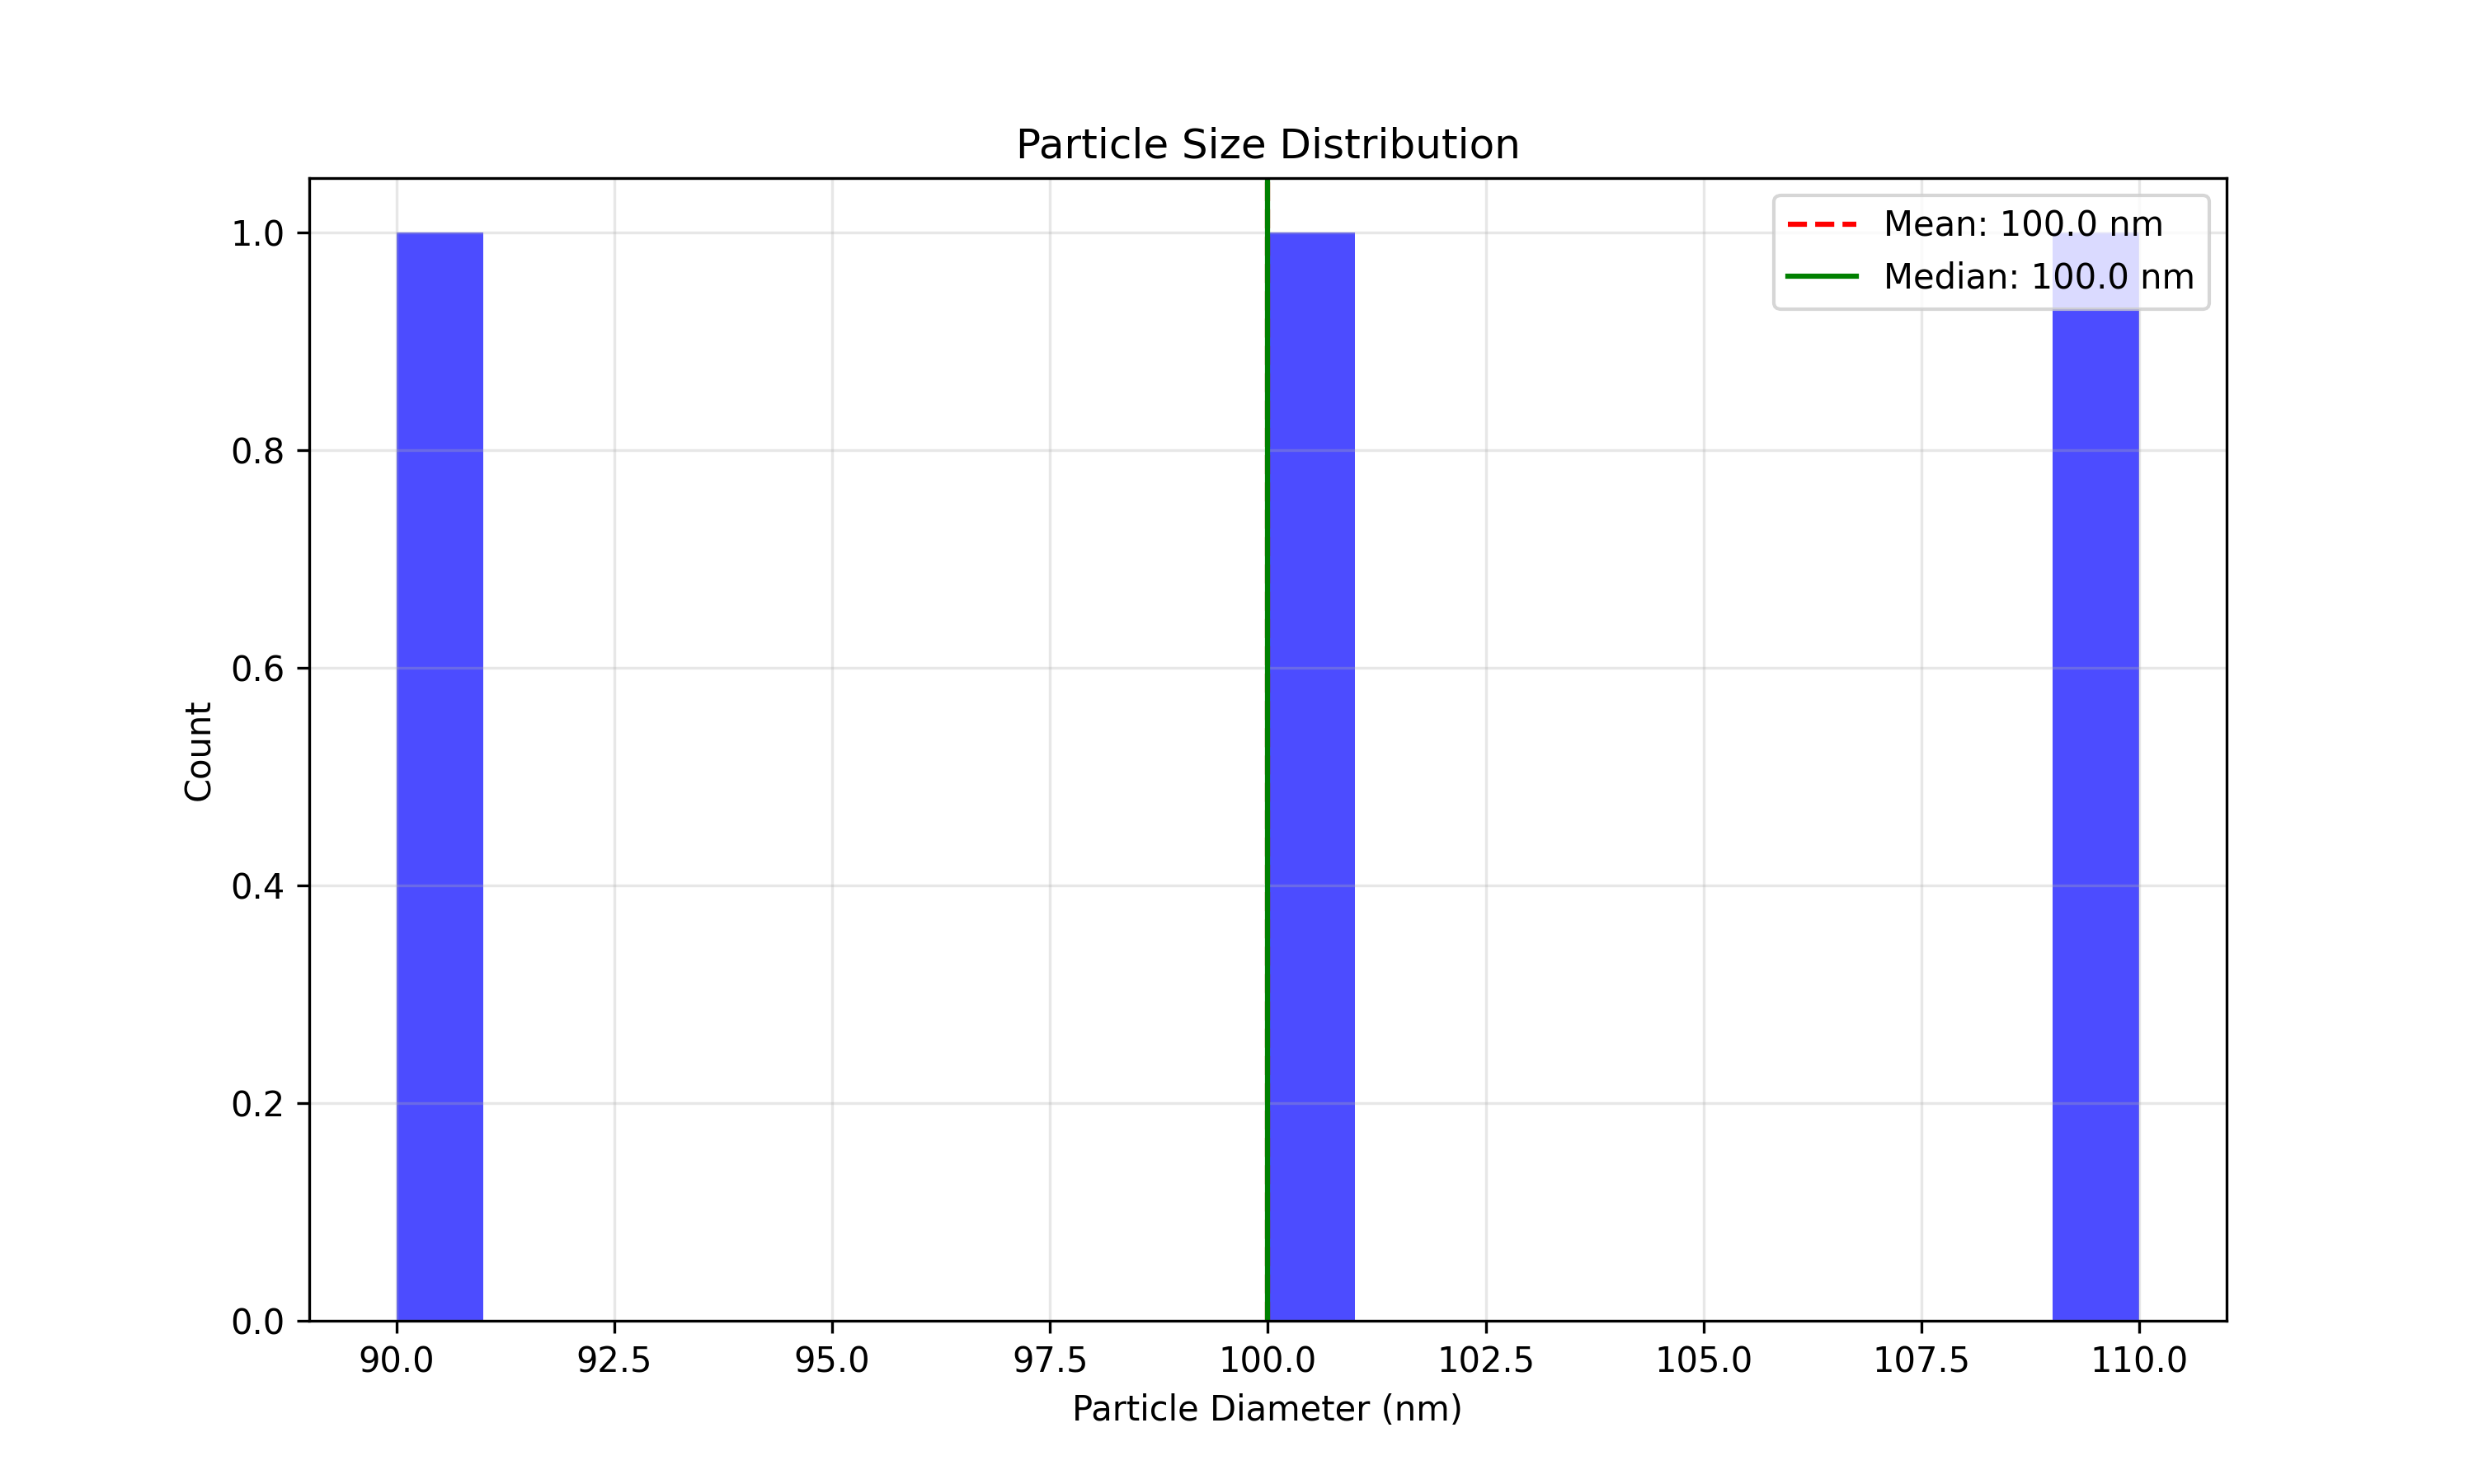 Particle Size Distribution
Mean: 100.0 nm
Median: 100.0 nm
1.0
0.8
0.6
0.4
0.2
0.0
Count
90.0 92.5 95.0 97.5 100.0 102.5 105.0 107.5 110.0
Particle Diameter (nm)